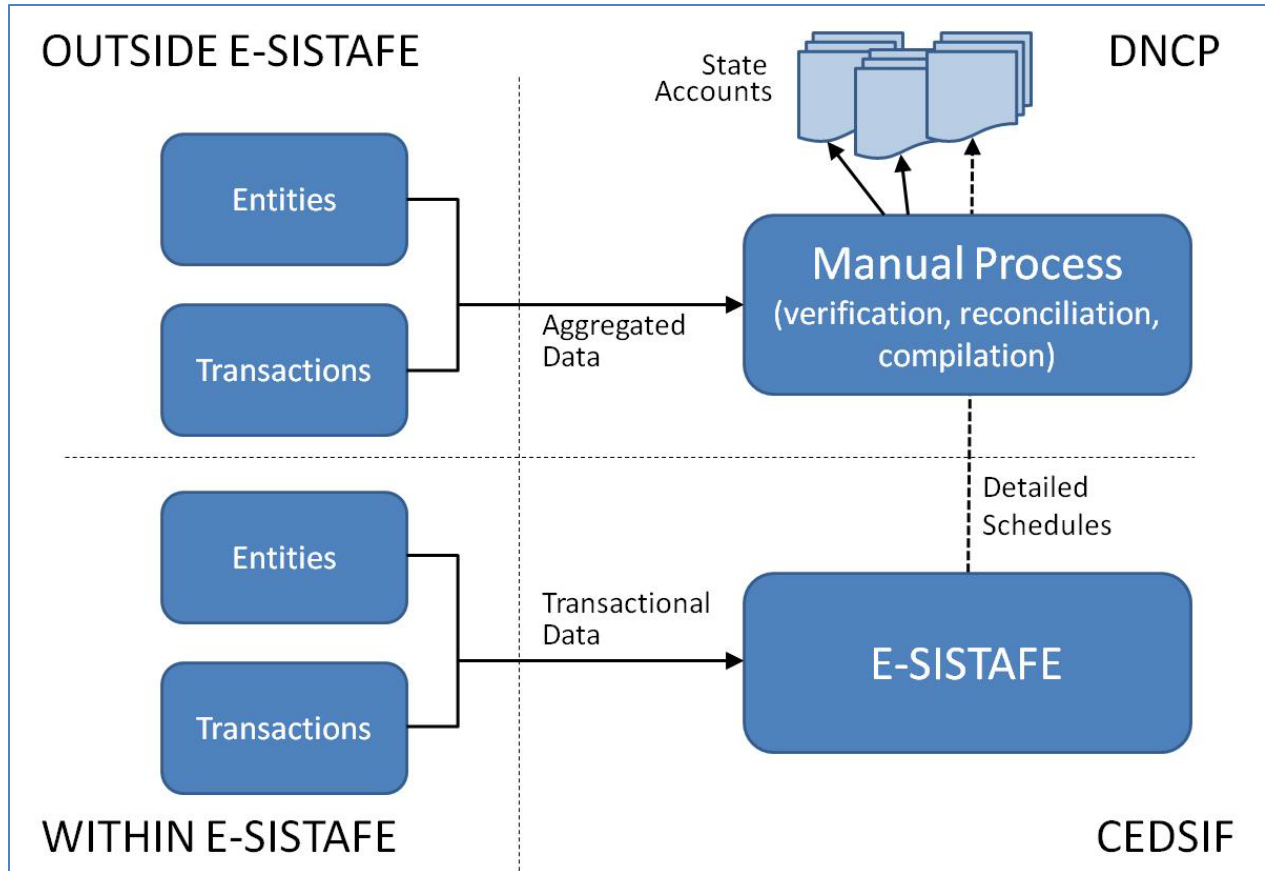 OUTSIDE E-SISTAFE
DNCP
State
Accounts
Entities
Transactions
Aggregated
Data
Manual Process
(verification, reconciliation,
compilation)
Detailed
Schedules
Entities
Transactions
Transactional
Data
E-SISTAFE
WITHIN E-SISTAFE
CEDSIF